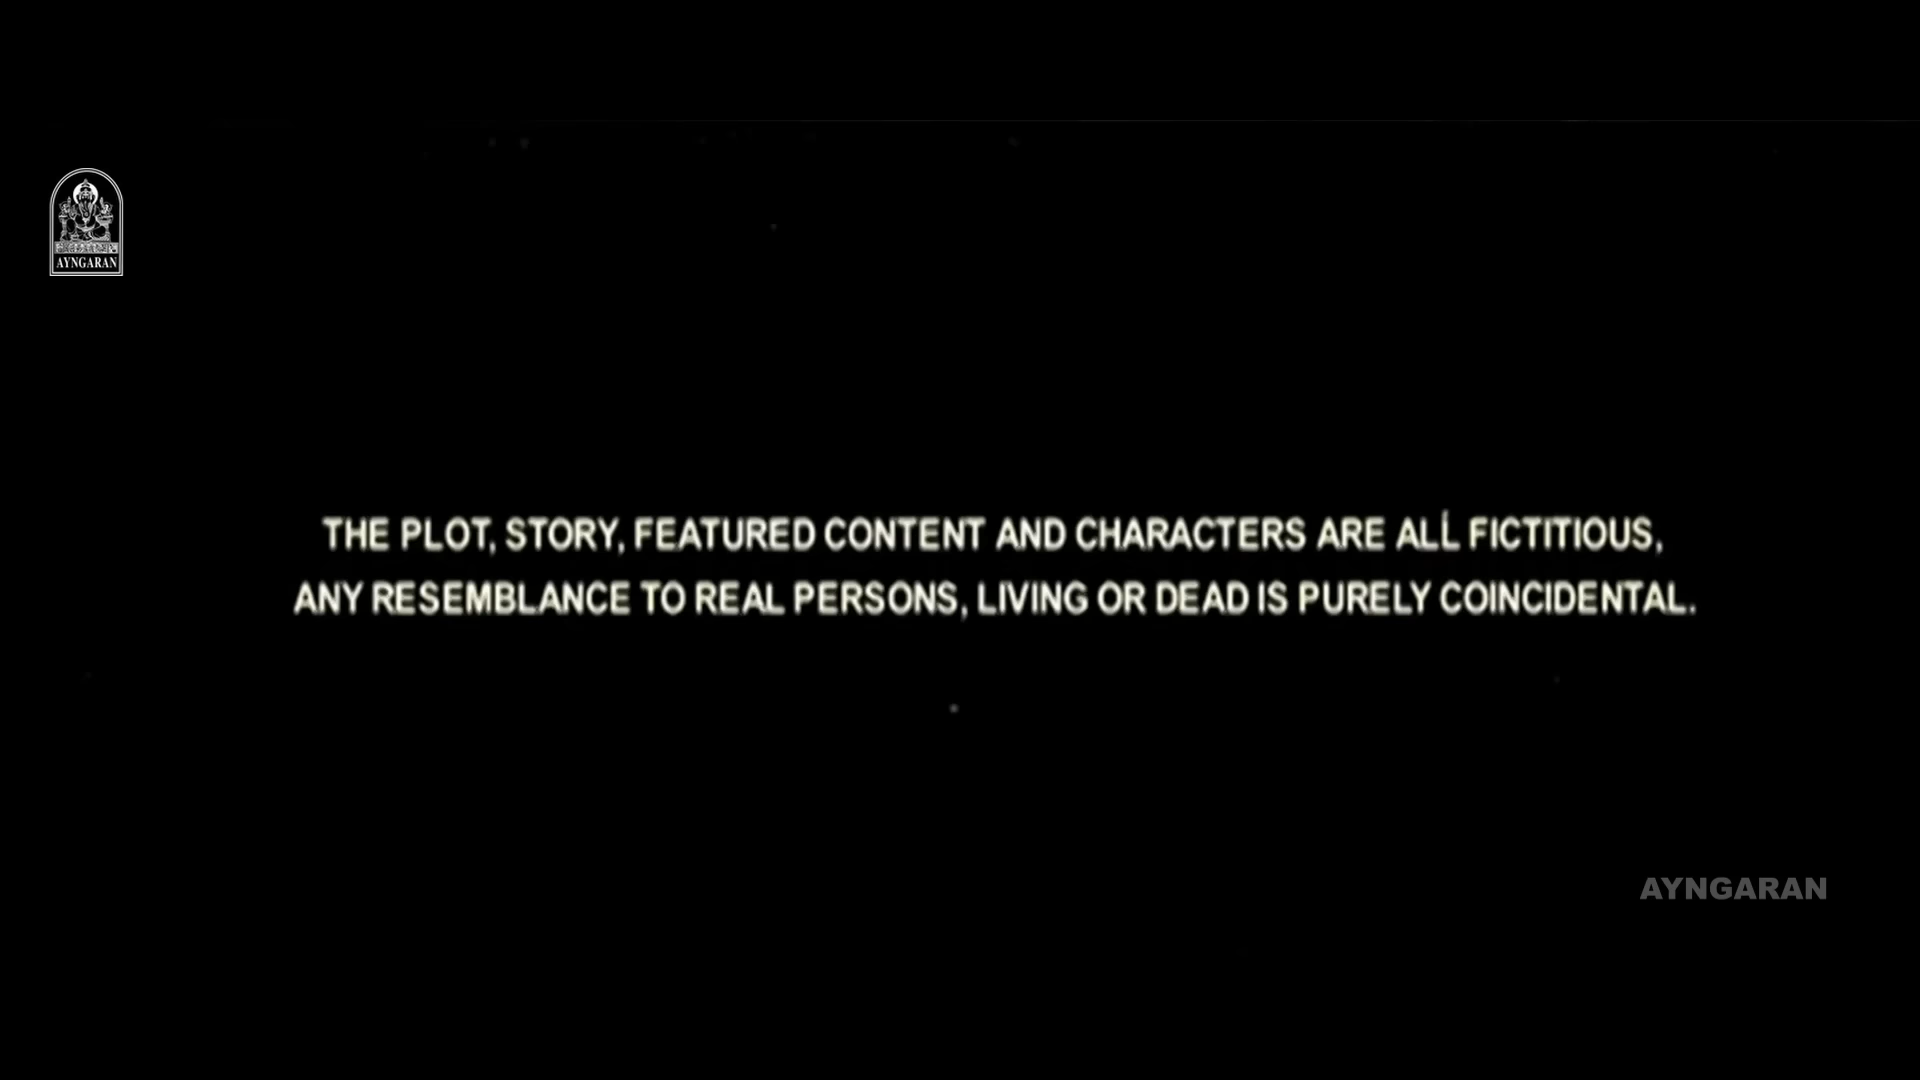 AYNGARAN
THE PLOT, STORY, FEATURED CONTENT AND CHARACTERS ARE ALL FICTITIOUS,
ANY RESEMBLANCE TO REAL PERSONS, LIVING OR DEAD IS PURELY COINCIDENTAL.
AYNGARAN